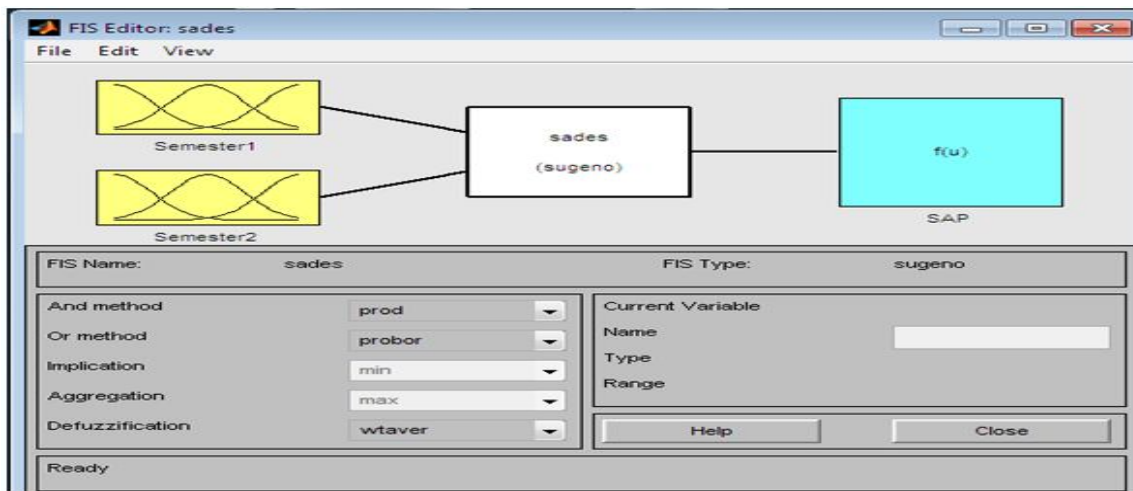 FIS Editor: sades
File Edit View
Semester1
Semester2
sades
(sugeno)
f(u)
SAP
FIS Name: sades FIS Type: sugeno
And method prod
Or method probor
Implication min
Aggregation max
Defuzzification wtaver
Current Variable
Name
Type
Range
Help Close
Ready